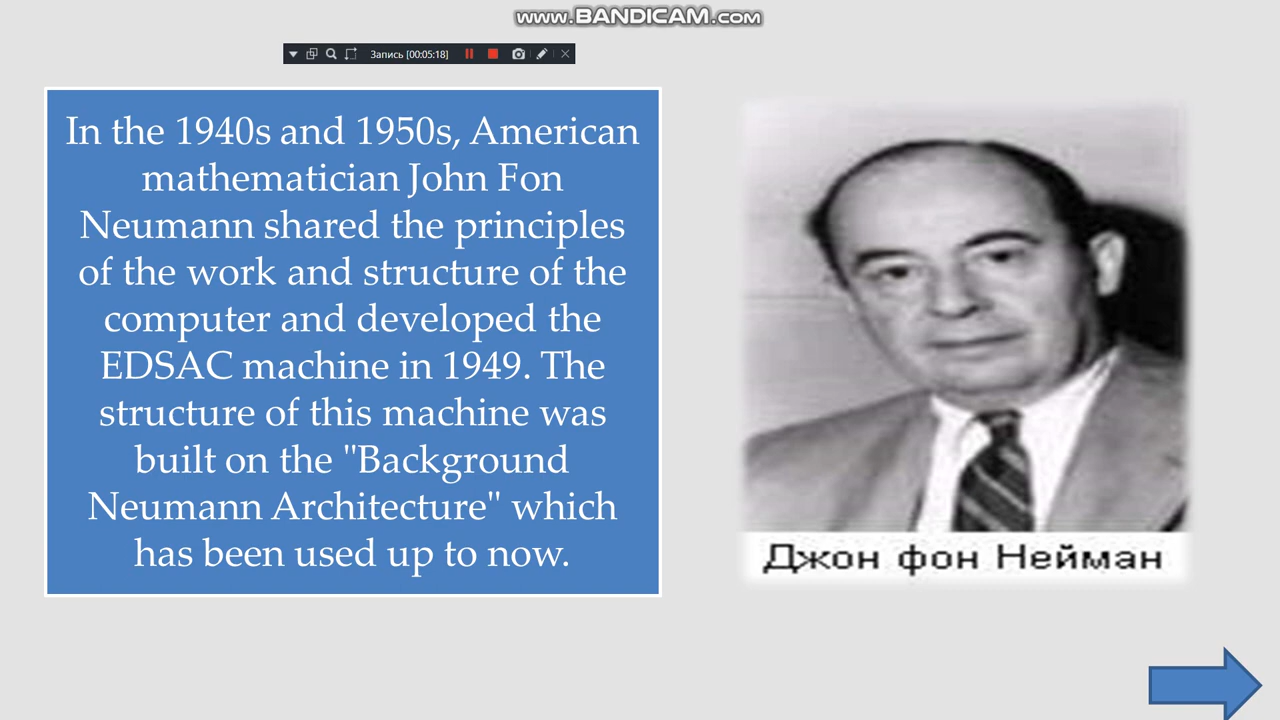 www.BANDICAM.com
Запись [00:05:18]
In the 1940s and 1950s, American
mathematician John Fon
Neumann shared the principles
of the work and structure of the
computer and developed the
EDSAC machine in 1949. The
structure of this machine was
built on the "Background
Neumann Architecture" which
has been used up to now.
Джон фон Нейман